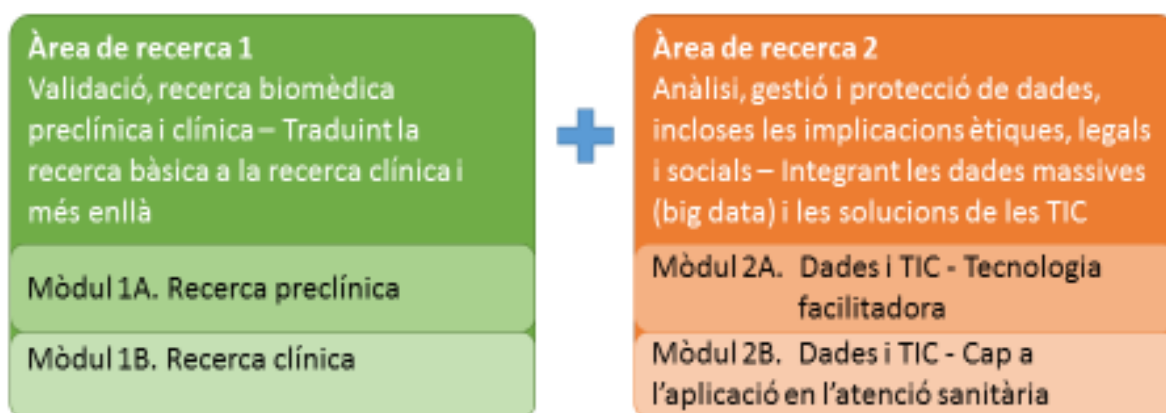 Àrea de recerca 1
Validació, recerca biomèdica
preclínica i clínica – Traduint la
recerca bàsica a la recerca clínica i
més enllà
Mòdul 1A. Recerca preclínica
Mòdul 1B. Recerca clínica
Àrea de recerca 2
Anàlisi, gestió i protecció de dades,
incloses les implicacions ètiques, legals
i socials – Integrant les dades massives
(big data) i les solucions de les TIC
Mòdul 2A. Dades i TIC - Tecnologia
facilitadora
Mòdul 2B. Dades i TIC - Cap a
l'aplicació en l'atenció sanitària